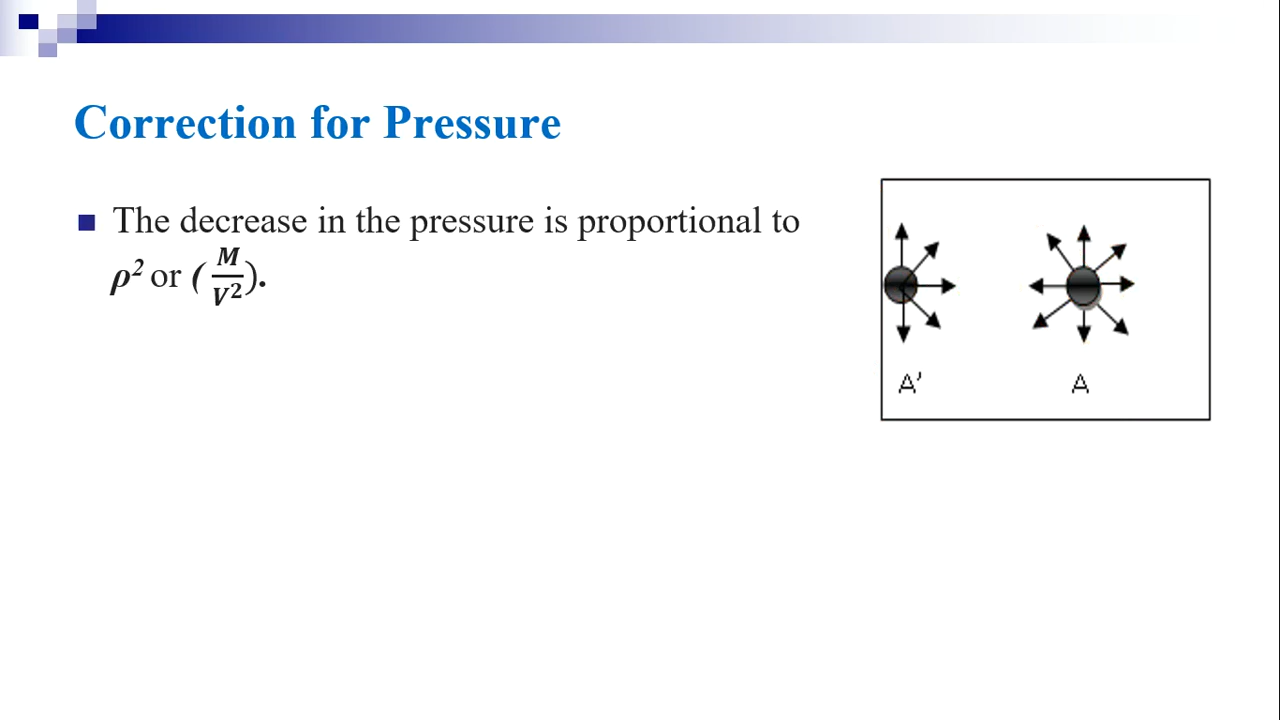 Correction for Pressure
■ The decrease in the pressure is proportional to
ρ² or (M/V²).
A' A